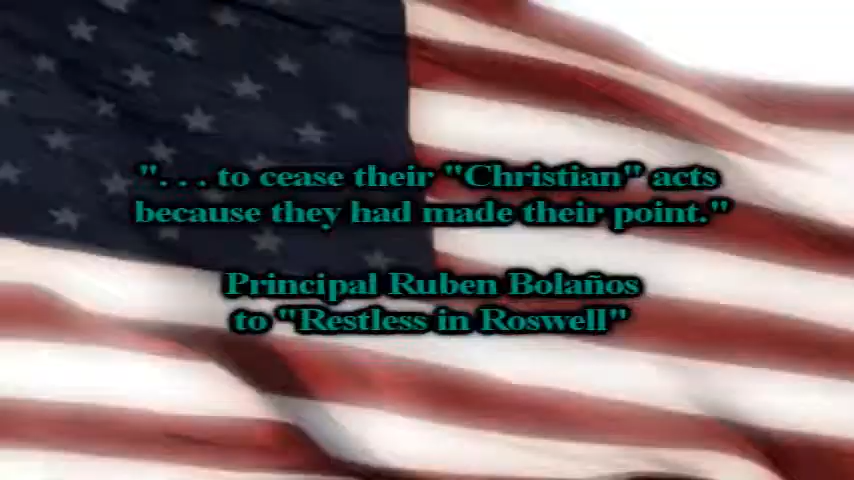 ". . . to cease their "Christian" acts
because they had made their point."
Principal Ruben Bolaños
to "Restless in Roswell"